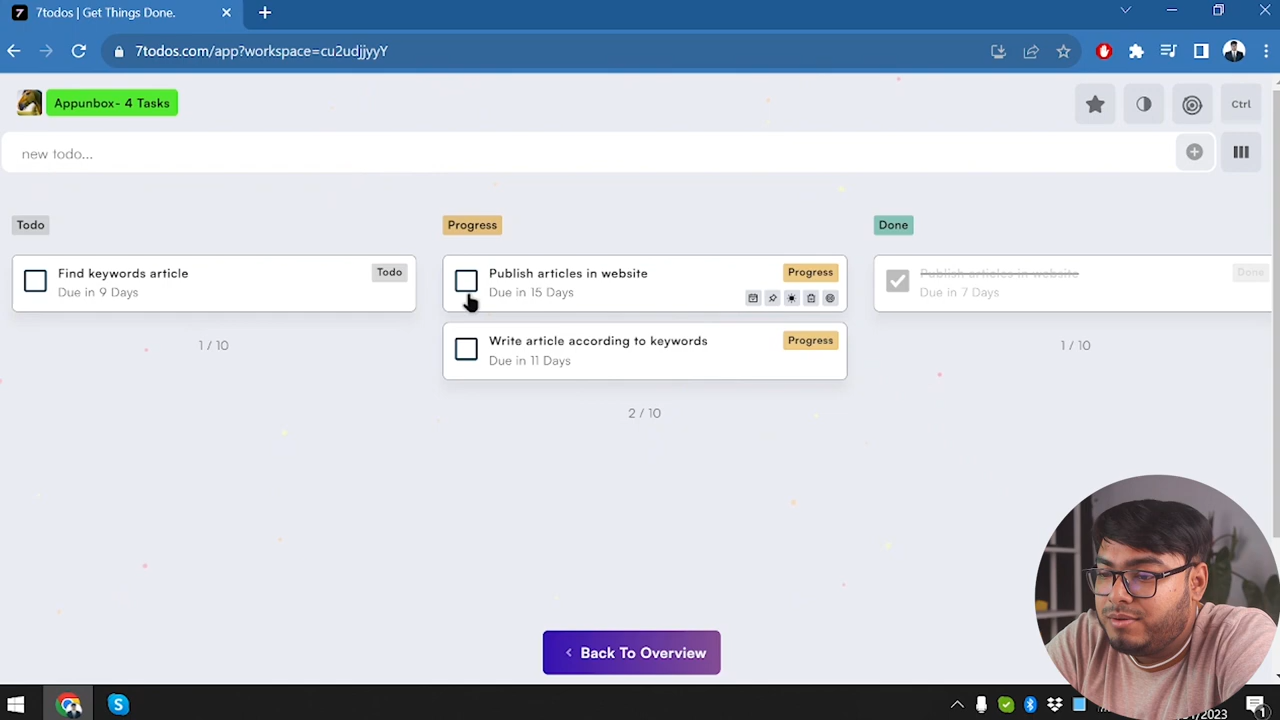 7todos | Get Things Done.
7todos.com/app?workspace=cu2udjjyyY
Appunbox- 4 Tasks
Ctrl
new todo...
Todo
Progress
Done
Find keywords article
Todo
Due in 9 Days
1 / 10
Publish articles in website
Progress
Due in 15 Days
Write article according to keywords
Progress
Due in 11 Days
2 / 10
Publish articles in website
Done
Due in 7 Days
1 / 10
Back To Overview